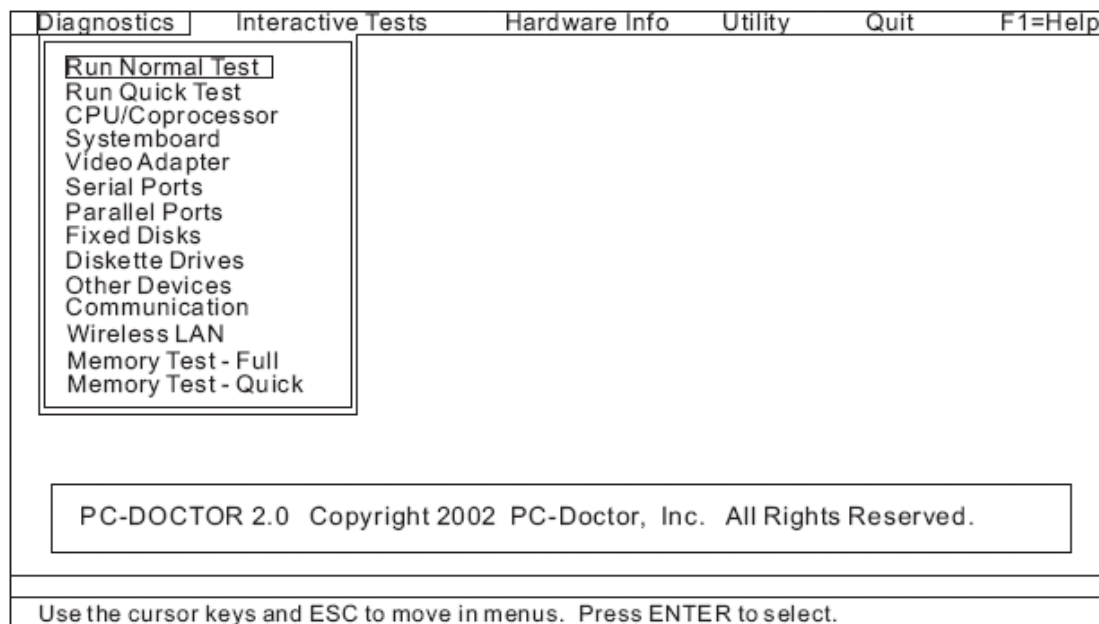 Diagnostics Interactive Tests Hardware Info Utility Quit F1=Help
Run Normal Test
Run Quick Test
CPU/Coprocessor
Systemboard
Video Adapter
Serial Ports
Parallel Ports
Fixed Disks
Diskette Drives
Other Devices
Communication
Wireless LAN
Memory Test - Full
Memory Test - Quick
PC-DOCTOR 2.0 Copyright 2002 PC-Doctor, Inc. All Rights Reserved.
Use the cursor keys and ESC to move in menus. Press ENTER to select.